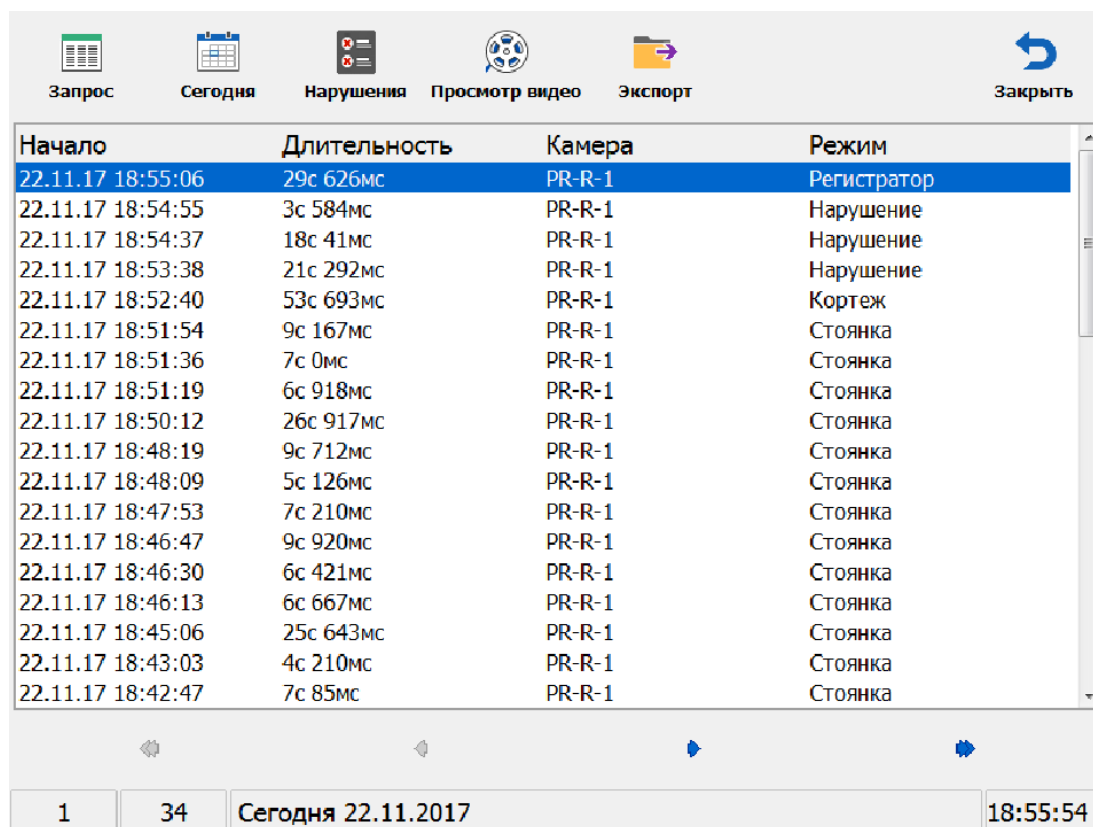 Запрос Сегодня Нарушения Просмотр видео Экспорт Закрыть
Начало Длительность Камера Режим
22.11.17 18:55:06 29с 626мс PR-R-1 Регистратор
22.11.17 18:54:55 3с 584мс PR-R-1 Нарушение
22.11.17 18:54:37 18с 41мс PR-R-1 Нарушение
22.11.17 18:53:38 21с 292мс PR-R-1 Нарушение
22.11.17 18:52:40 53с 693мс PR-R-1 Кортеж
22.11.17 18:51:54 9с 167мс PR-R-1 Стоянка
22.11.17 18:51:36 7с 0мс PR-R-1 Стоянка
22.11.17 18:51:19 6с 918мс PR-R-1 Стоянка
22.11.17 18:50:12 26с 917мс PR-R-1 Стоянка
22.11.17 18:48:19 9с 712мс PR-R-1 Стоянка
22.11.17 18:48:09 5с 126мс PR-R-1 Стоянка
22.11.17 18:47:53 7с 210мс PR-R-1 Стоянка
22.11.17 18:46:47 9с 920мс PR-R-1 Стоянка
22.11.17 18:46:30 6с 421мс PR-R-1 Стоянка
22.11.17 18:46:13 6с 667мс PR-R-1 Стоянка
22.11.17 18:45:06 25с 643мс PR-R-1 Стоянка
22.11.17 18:43:03 4с 210мс PR-R-1 Стоянка
22.11.17 18:42:47 7с 85мс PR-R-1 Стоянка
1 34 Сегодня 22.11.2017 18:55:54